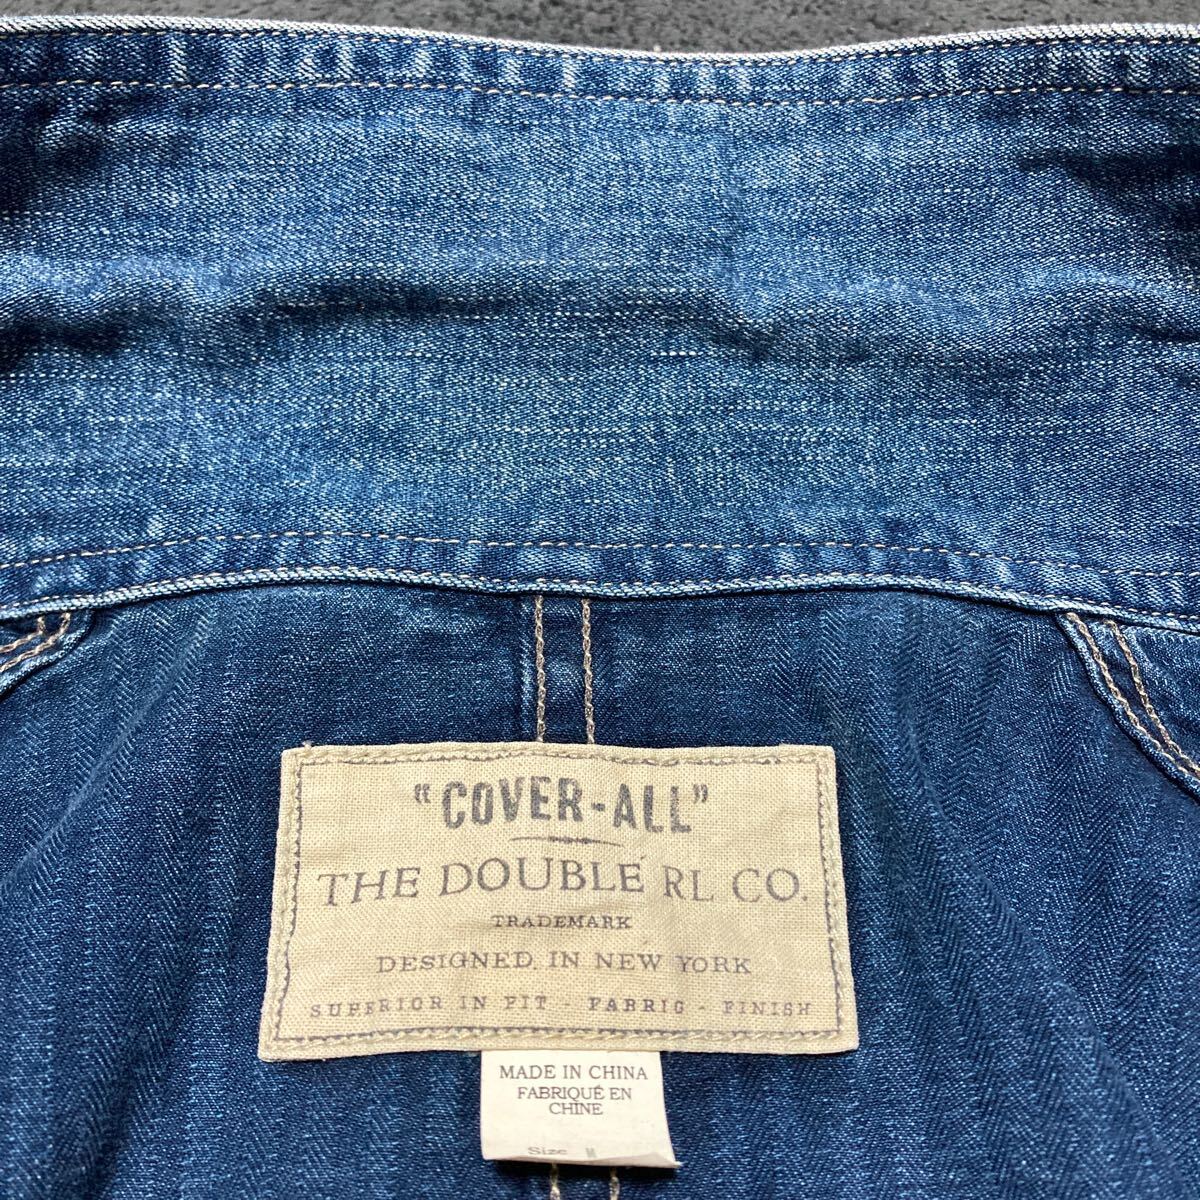 "COVER-ALL"
THE DOUBLE RL CO.
TRADEMARK
DESIGNED IN NEW YORK
SUPERIOR IN FIT - FABRIC - FINISH
MADE IN CHINA
FABRIQUÉ EN
CHINE
Size M